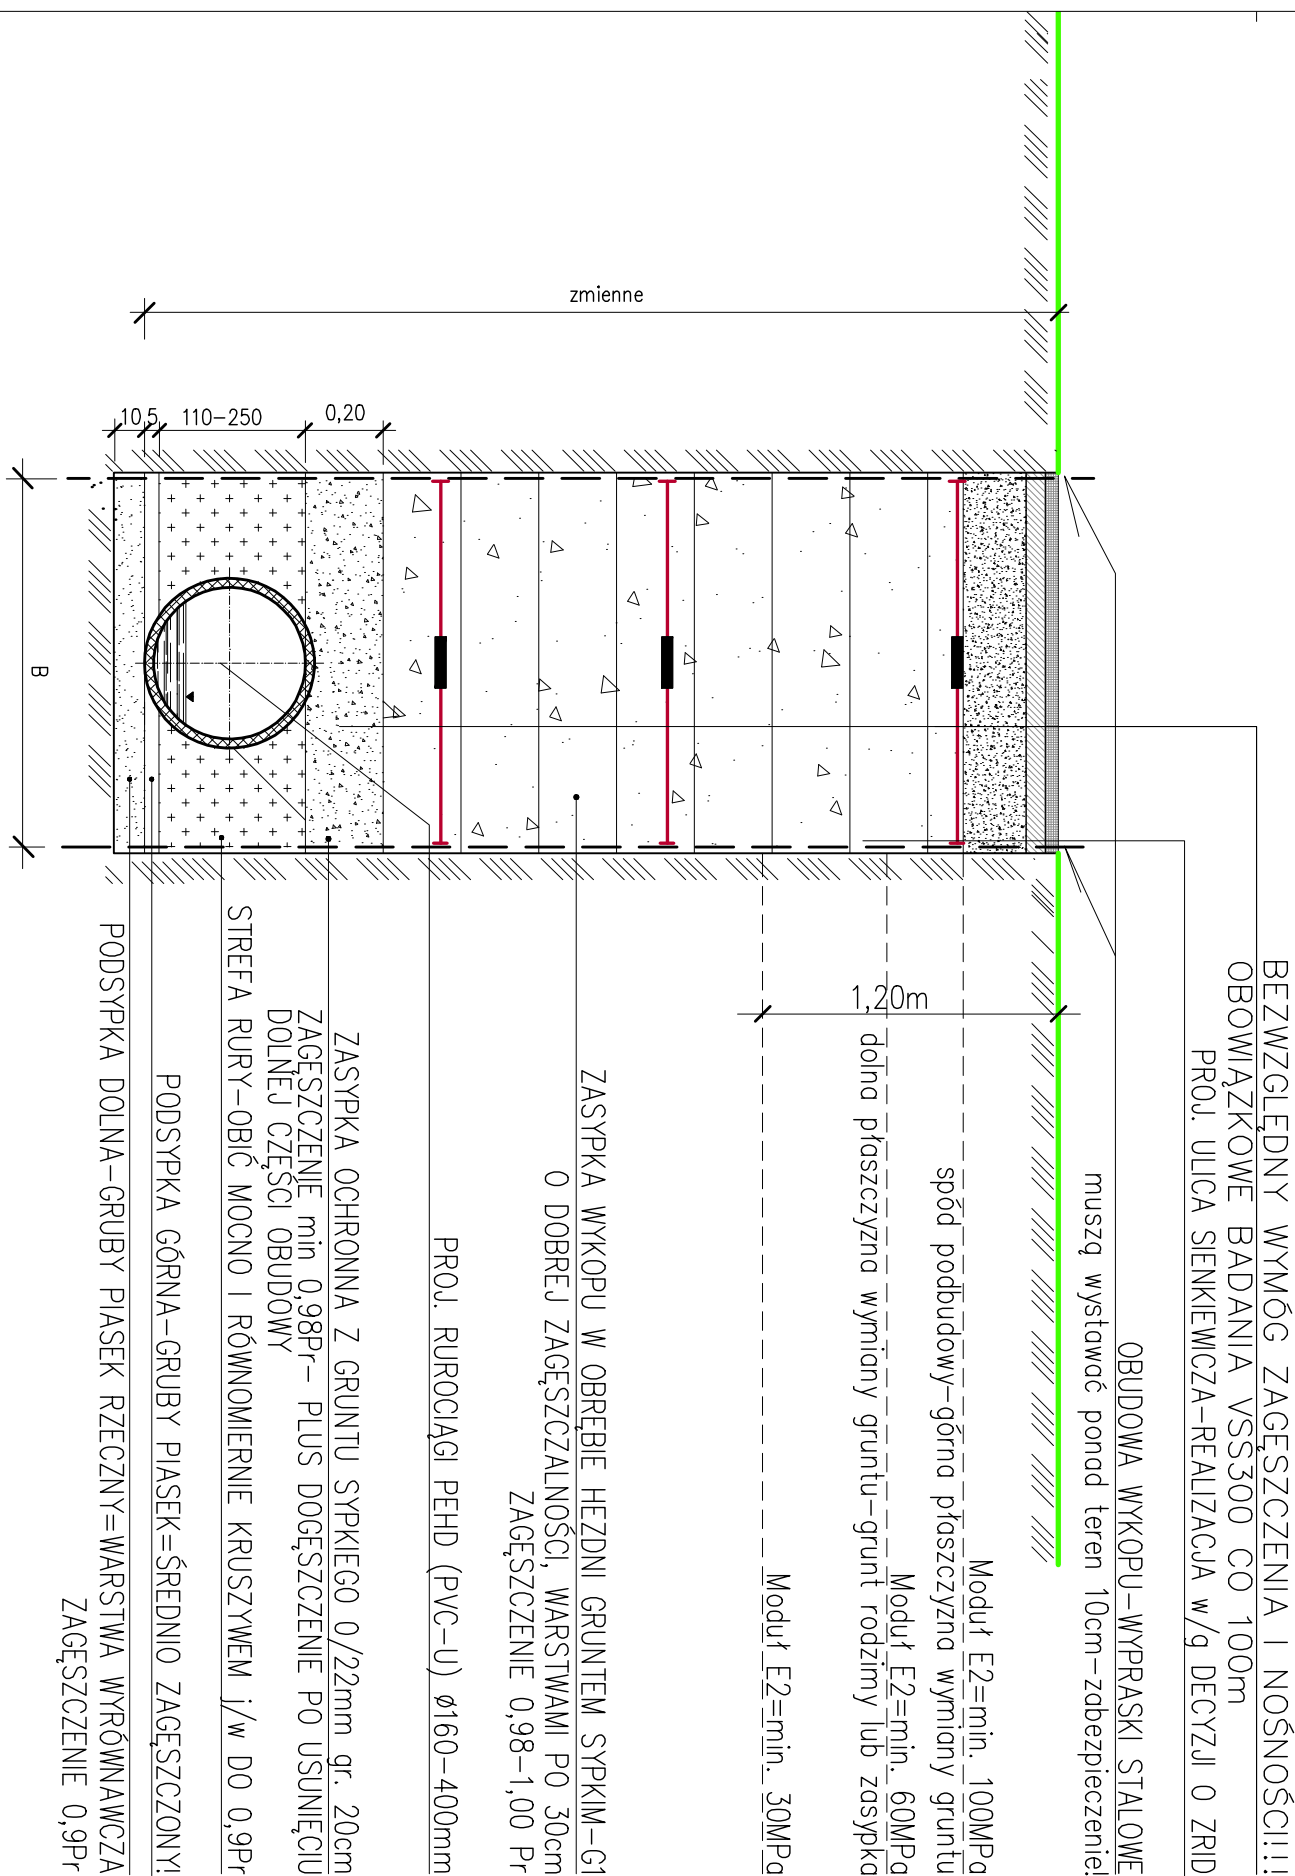 BEZWZGLĘDNY WYMÓG ZAGĘSZCZENIA I NOŚNOŚCI!!!
OBOWIĄZKOWE BADANIA VSS300 CO 100m
PROJ. ULICA SIENKIEWICZA-REALIZACJA w/g DECYZJI O ZRID
OBUDOWA WYKOPU-WYPRASKI STALOWE
muszą wystawać ponad teren 10cm-zabezpieczenie!
Moduł E2=min. 100MPa
spód podbudowy-górna płaszczyzna wymiany gruntu
Moduł E2=min. 60MPa
dolna płaszczyzna wymiany gruntu-grunt rodzimy lub zasypka
Moduł E2=min. 30MPa
1,20m
zmienne
ZASYPKA WYKOPU W OBRĘBIE HEZDNI GRUNTEM SYPKIM-G1
O DOBREJ ZAGĘSZCZALNOŚCI, WARSTWAMI PO 30cm
ZAGĘSZCZENIE 0,98-1,00 Pr
PROJ. RUROCIĄGI PEHD (PVC-U) ø160-400mm
ZASYPKA OCHRONNA Z GRUNTU SYPKIEGO 0/22mm gr. 20cm
ZAGĘSZCZENIE min 0,98Pr- PLUS DOGĘSZCZENIE PO USUNIĘCIU
DOLNEJ CZĘŚCI OBUDOWY
STREFA RURY-OBIĆ MOCNO I RÓWNOMIERNIE KRUSZYWEM j/w DO 0,9Pr
PODSYPKA GÓRNA-GRUBY PIASEK=ŚREDNIO ZAGĘSZCZONY!
PODSYPKA DOLNA-GRUBY PIASEK RZECZNY=WARSTWA WYRÓWNAWCZA
ZAGĘSZCZENIE 0,9Pr
0,20
110-250
5
10
B